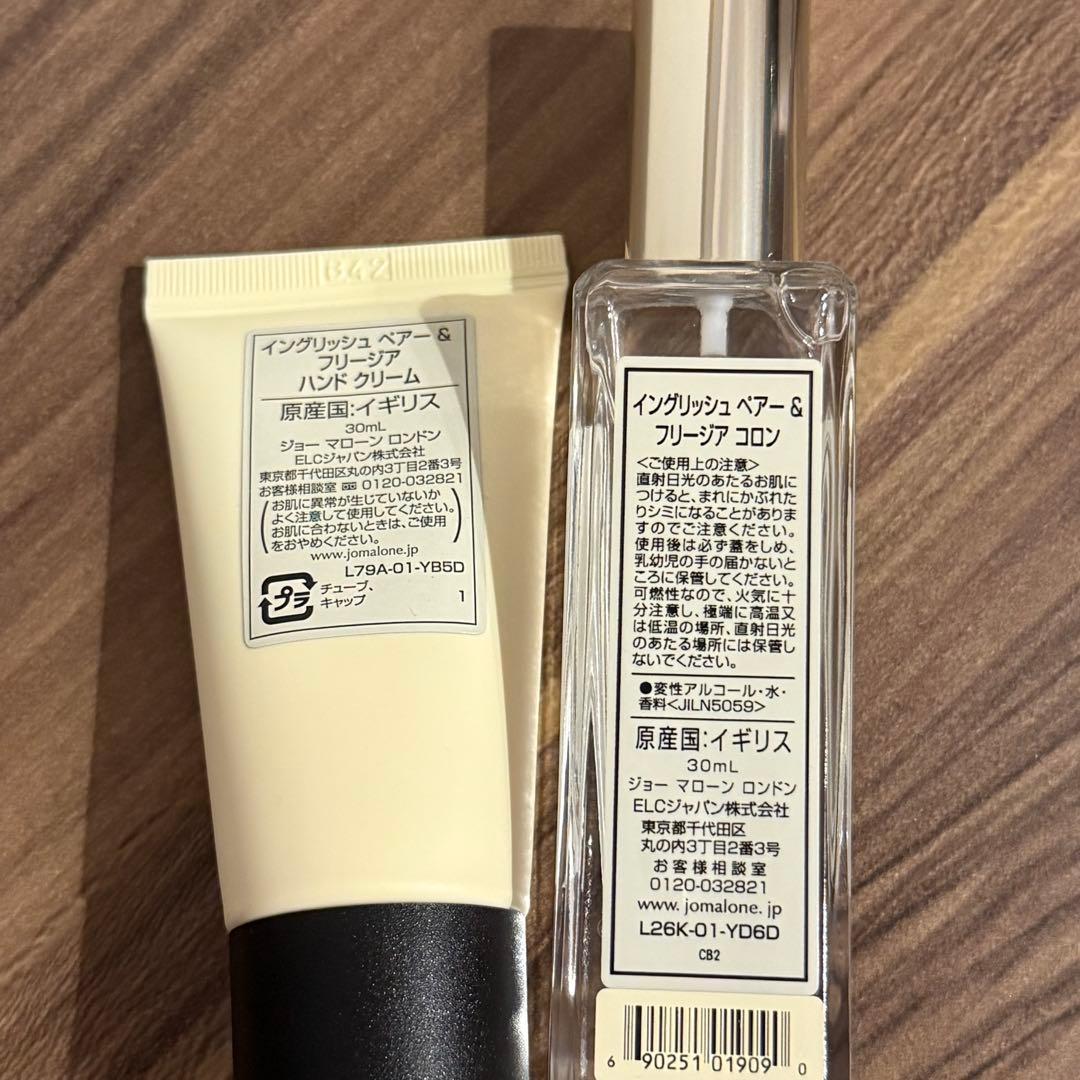 B42
イングリッシュ ペアー &
フリージア
ハンド クリーム
原産国:イギリス
30mL
ジョー マローン ロンドン
ELCジャパン株式会社
東京都千代田区丸の内3丁目2番3号
お客様相談室 0120-032821
(お肌に異常が生じていないか
よく注意して使用してください。
お肌に合わないときは、ご使用
をおやめください。)
www.jomalone.jp
L79A-01-YB5D
プラ
チューブ、
キャップ
1
イングリッシュ ペアー &
フリージア コロン
<ご使用上の注意>
直射日光のあたるお肌に
つけると、まれにかぶれた
りシミになることがありま
すのでご注意ください。
使用後は必ず蓋をしめ、
乳幼児の手の届かないと
ころに保管してください。
可燃性なので、火気に十
分注意し、極端に高温又
は低温の場所、直射日光
のあたる場所には保管し
ないでください。
●変性アルコール・水・
香料<JILN5059>
原産国:イギリス
30mL
ジョー マローン ロンドン
ELCジャパン株式会社
東京都千代田区
丸の内3丁目2番3号
お客様相談室
0120-032821
www.jomalone.jp
L26K-01-YD6D
CB2
6 90251 01909 0